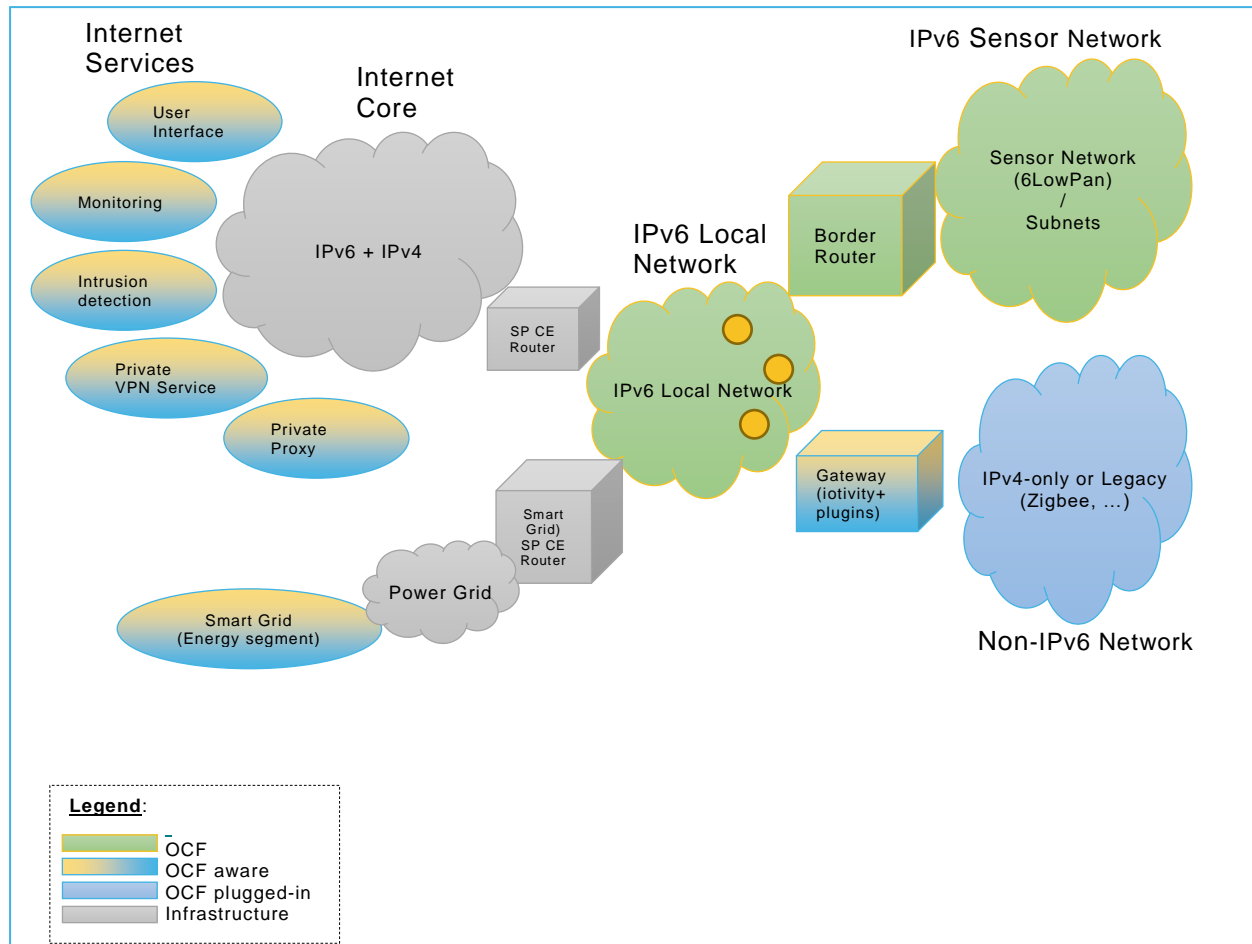 Internet
Services
User
Interface
Monitoring
Intrusion
detection
Private
VPN Service
Private
Proxy
Internet
Core
IPv6 + IPv4
SP CE
Router
IPv6 Local
Network
IPv6 Local Network
Border
Router
IPv6 Sensor Network
Sensor Network
(6LowPan)
/
Subnets
Gateway
(iotivity+
plugins)
IPv4-only or Legacy
(Zigbee, ...)
Non-IPv6 Network
Smart
Grid)
SP CE
Router
Power Grid
Smart Grid
(Energy segment)
Legend:
OCF
OCF aware
OCF plugged-in
Infrastructure